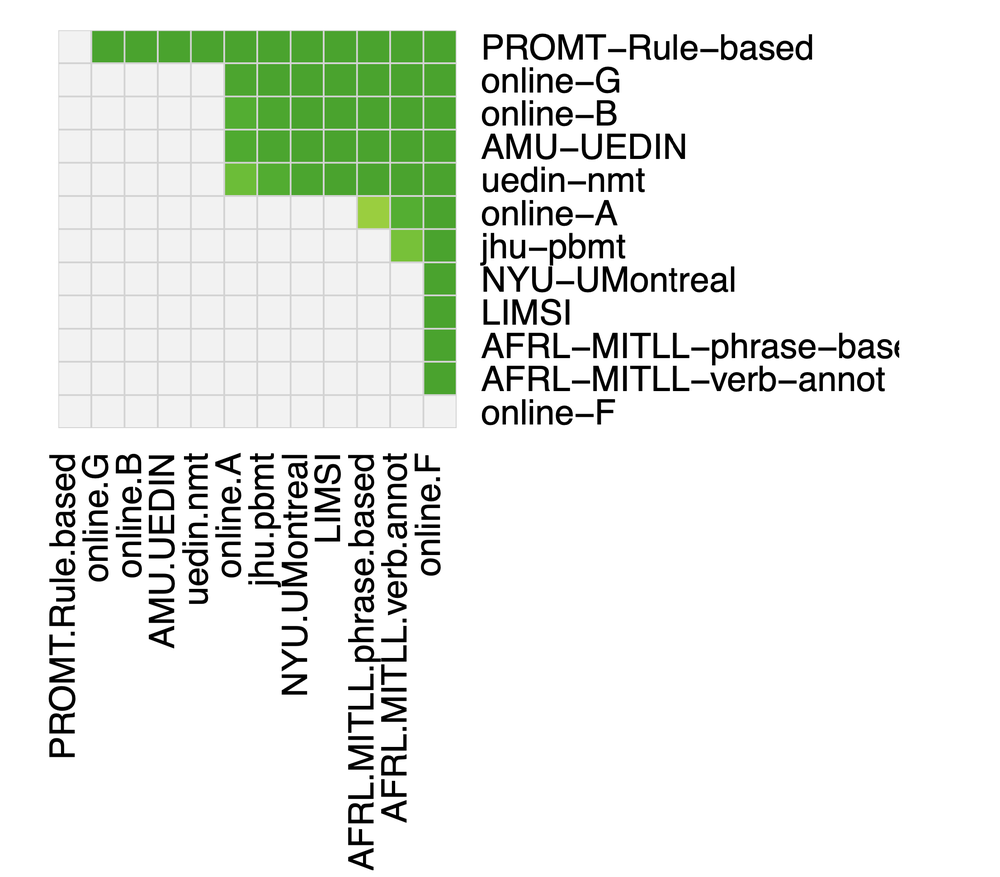 PROMT−Rule−based
online−G
online−B
AMU−UEDIN
uedin−nmt
online−A
jhu−pbmt
NYU−UMontreal
LIMSI
AFRL−MITLL−phrase−base
AFRL−MITLL−verb−annot
online−F
PROMT.Rule.based
online.G
online.B
AMU.UEDIN
uedin.nmt
online.A
jhu.pbmt
NYU.UMontreal
LIMSI
AFRL.MITLL.phrase.based
AFRL.MITLL.verb.annot
online.F